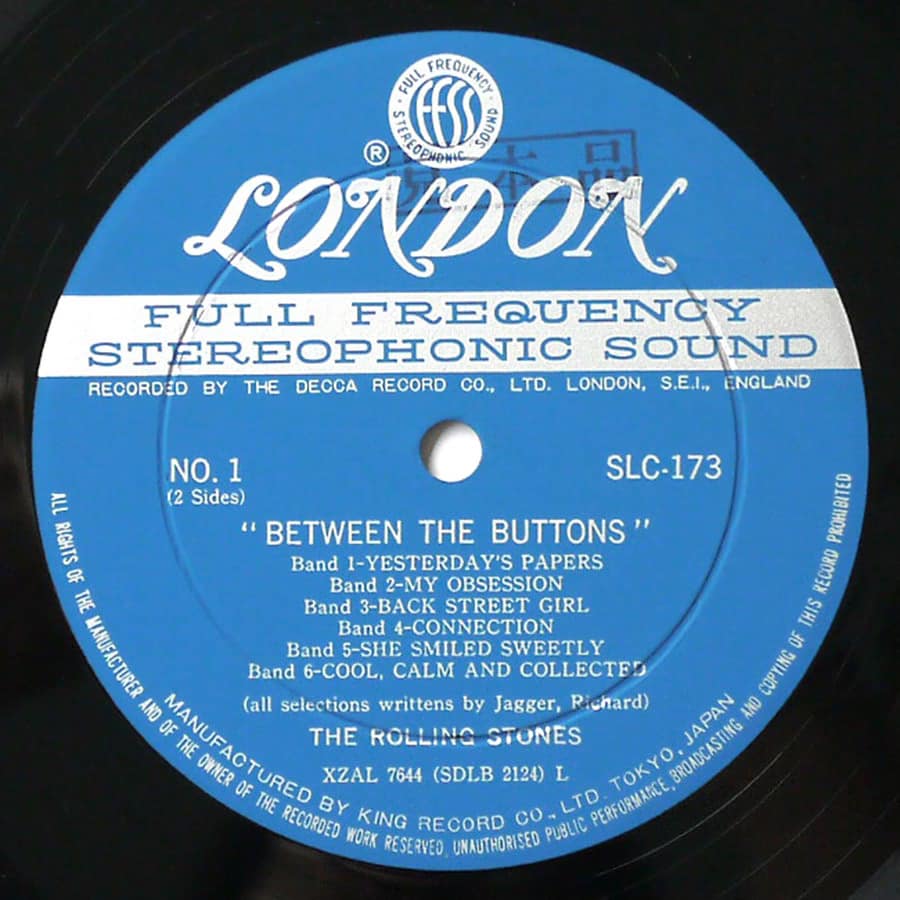 FULL FREQUENCY
FFSS
STEREOPHONIC SOUND
®
見本品
LONDON
FULL FREQUENCY
STEREOPHONIC SOUND
RECORDED BY THE DECCA RECORD CO., LTD. LONDON, S.E.I., ENGLAND
NO. 1
(2 Sides)
SLC-173
"BETWEEN THE BUTTONS"
Band 1-YESTERDAY'S PAPERS
Band 2-MY OBSESSION
Band 3-BACK STREET GIRL
Band 4-CONNECTION
Band 5-SHE SMILED SWEETLY
Band 6-COOL, CALM AND COLLECTED
(all selections writtens by Jagger, Richard)
THE ROLLING STONES
XZAL 7644 (SDLB 2124) L
MANUFACTURED BY KING RECORD CO., LTD. TOKYO, JAPAN
ALL RIGHTS OF THE MANUFACTURER AND OF THE OWNER OF THE RECORDED WORK RESERVED, UNAUTHORISED PUBLIC PERFORMANCE, BROADCASTING AND COPYING OF THIS RECORD PROHIBITED